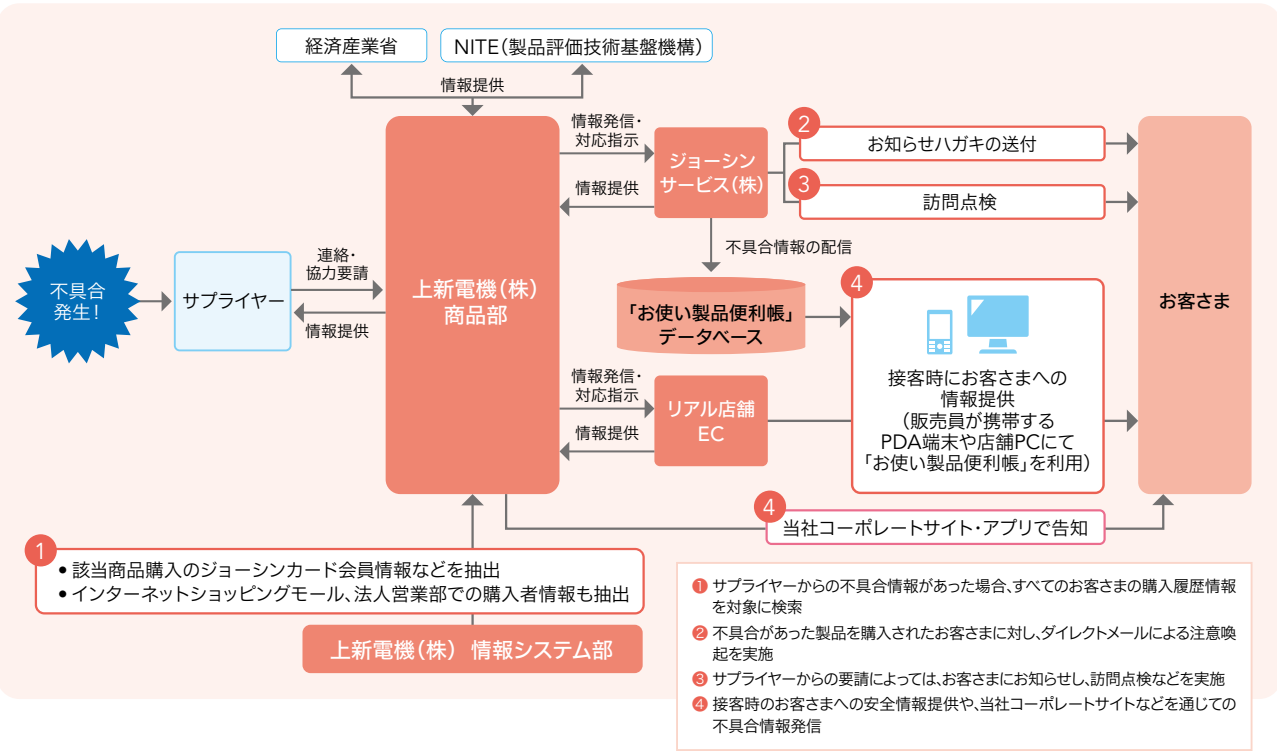 経済産業省
NITE（製品評価技術基盤機構）
情報提供
情報発信・
対応指示
情報提供
ジョーシン
サービス（株）
2
お知らせハガキの送付
3
訪問点検
不具合
発生！
サプライヤー
連絡・
協力要請
情報提供
上新電機（株）
商品部
不具合情報の配信
「お使い製品便利帳」
データベース
4
接客時にお客さまへの
情報提供
（販売員が携帯する
PDA端末や店舗PCにて
「お使い製品便利帳」を利用）
お客さま
情報発信・
対応指示
情報提供
リアル店舗
EC
4
当社コーポレートサイト・アプリで告知
1
• 該当商品購入のジョーシンカード会員情報などを抽出
• インターネットショッピングモール、法人営業部での購入者情報も抽出
上新電機（株） 情報システム部
❶ サプライヤーからの不具合情報があった場合、すべてのお客さまの購入履歴情報
を対象に検索
❷ 不具合があった製品を購入されたお客さまに対し、ダイレクトメールによる注意喚
起を実施
❸ サプライヤーからの要請によっては、お客さまにお知らせし、訪問点検などを実施
❹ 接客時のお客さまへの安全情報提供や、当社コーポレートサイトなどを通じての
不具合情報発信